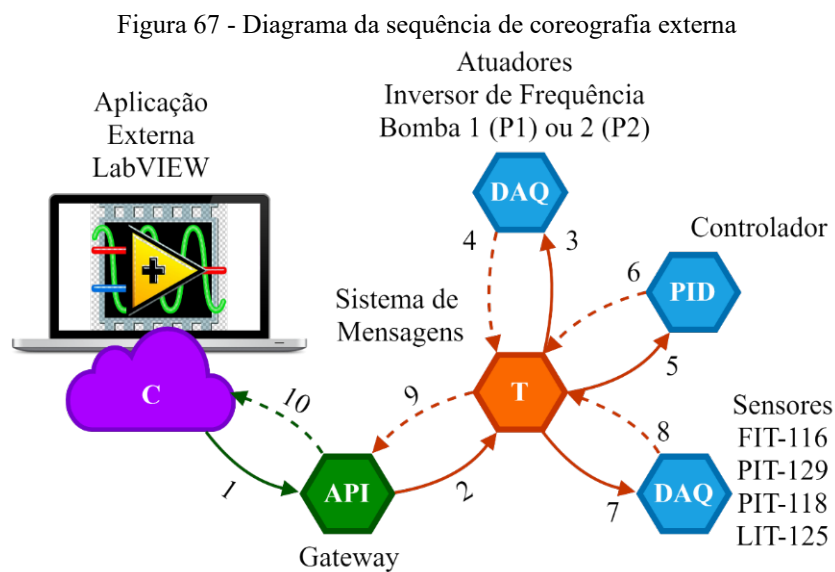 Figura 67 - Diagrama da sequência de coreografia externa
Atuadores
Inversor de Frequência
Bomba 1 (P1) ou 2 (P2)
Aplicação
Externa
LabVIEW
DAQ
4
3
Controlador
6
PID
5
Sistema de
Mensagens
C
10
9
T
1
API
2
Gateway
8
7
DAQ
Sensores
FIT-116
PIT-129
PIT-118
LIT-125